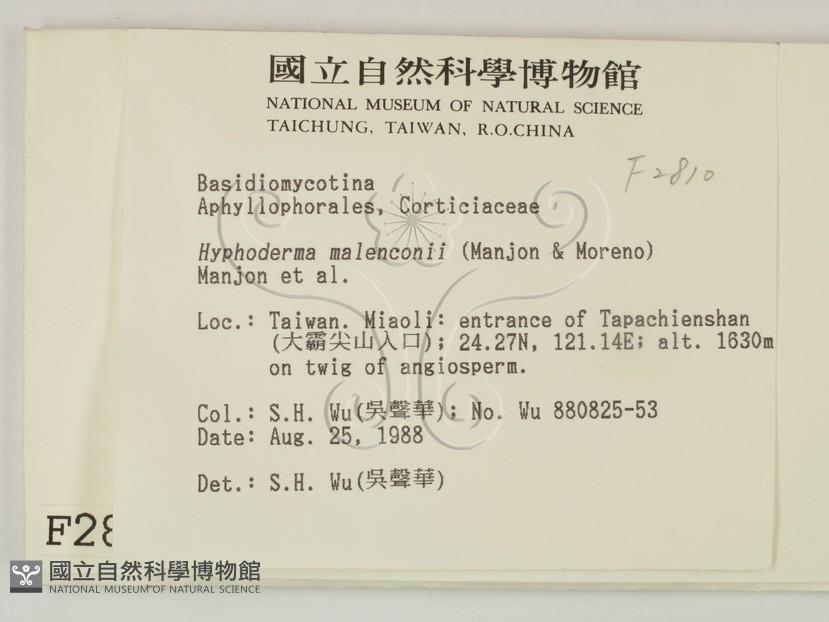 國立自然科學博物館
NATIONAL MUSEUM OF NATURAL SCIENCE
TAICHUNG, TAIWAN, R.O.CHINA
F2810
Basidiomycotina
Aphyllophorales, Corticiaceae
Hyphoderma malenconii (Manjon & Moreno)
Manjon et al.
Loc.: Taiwan. Miaoli: entrance of Tapachienshan
(大霸尖山入口); 24.27N, 121.14E; alt. 1630m
on twig of angiosperm.
Col.: S.H. Wu(吳聲華); No. Wu 880825-53
Date: Aug. 25, 1988
Det.: S.H. Wu(吳聲華)
F28
國立自然科學博物館
NATIONAL MUSEUM OF NATURAL SCIENCE